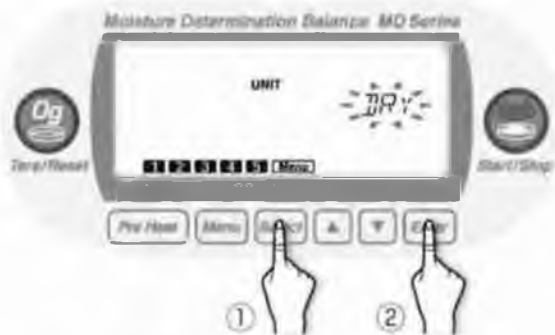 Moisture Determination Balance MD Series
UNIT
DRY
0g
Tare/Reset
Start/Stop
1 2 3 4 5 Menu
Pre Heat Menu Select ▲ ▼ Enter
① ②